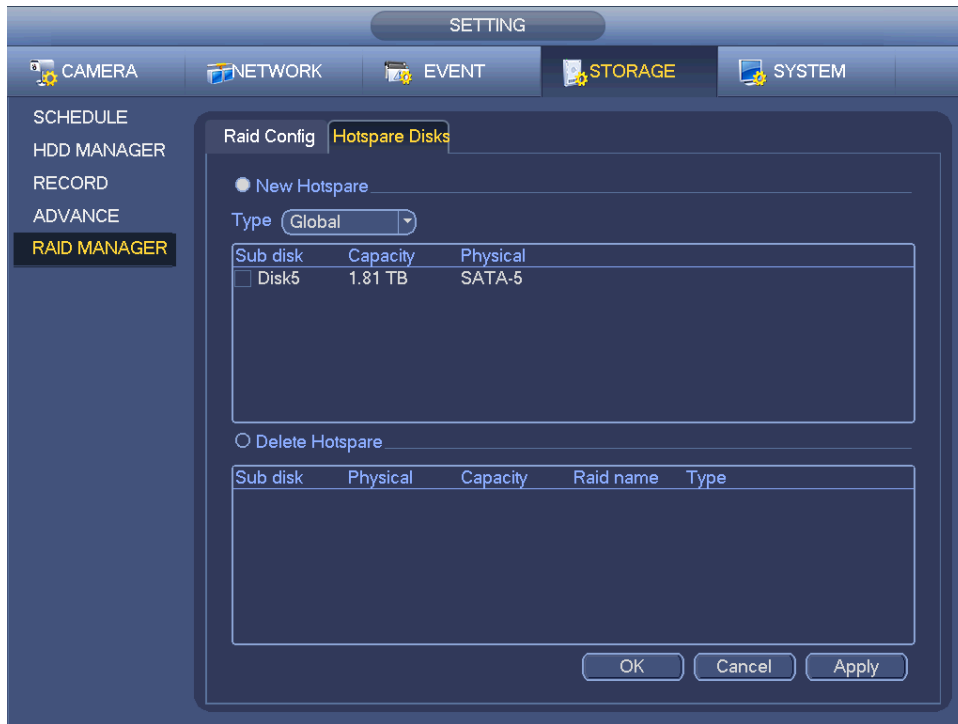 SETTING
CAMERA NETWORK EVENT STORAGE SYSTEM
SCHEDULE
HDD MANAGER
RECORD
ADVANCE
RAID MANAGER
Raid Config Hotspare Disks
New Hotspare
Type Global
Sub disk Capacity Physical
Disk5 1.81 TB SATA-5
Delete Hotspare
Sub disk Physical Capacity Raid name Type
OK Cancel Apply